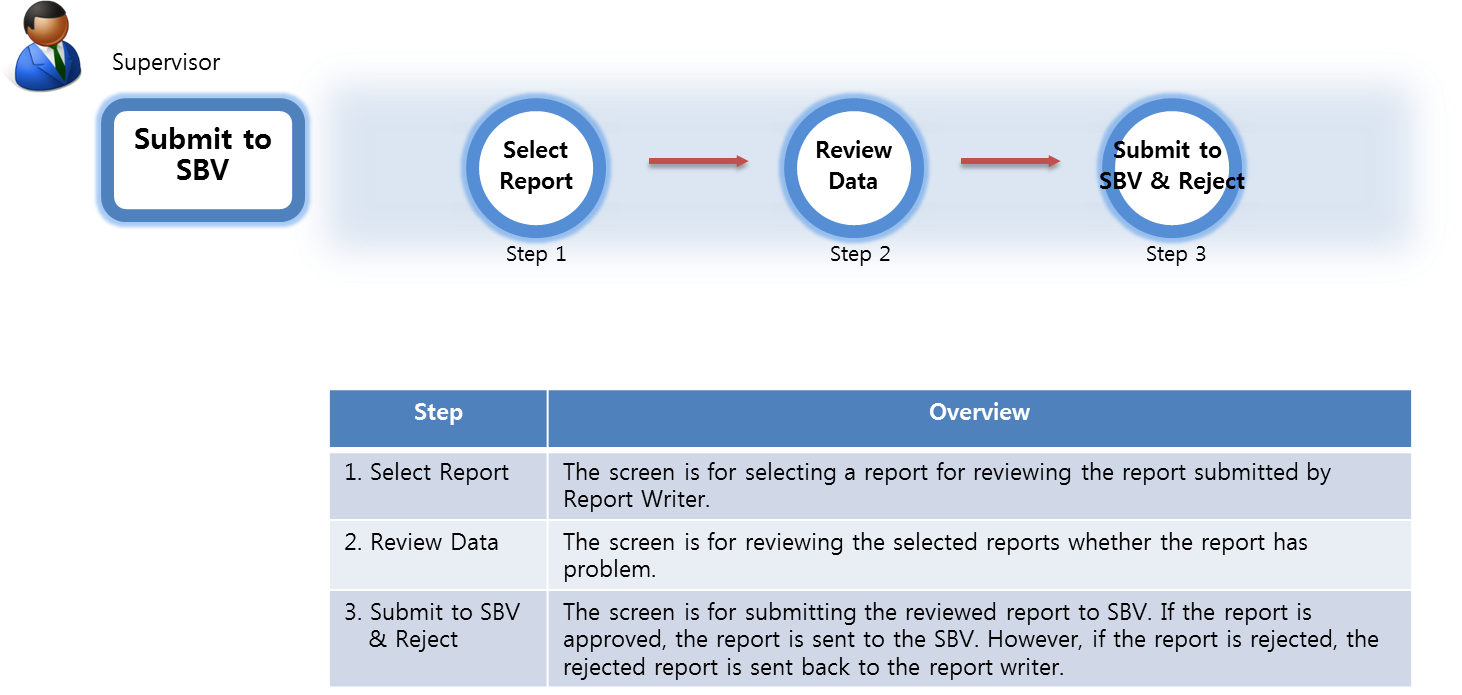 Supervisor
Submit to
SBV
Select
Report
Review
Data
Submit to
SBV & Reject
Step 1
Step 2
Step 3
Step
Overview
1. Select Report
The screen is for selecting a report for reviewing the report submitted by
Report Writer.
2. Review Data
The screen is for reviewing the selected reports whether the report has
problem.
3. Submit to SBV
& Reject
The screen is for submitting the reviewed report to SBV. If the report is
approved, the report is sent to the SBV. However, if the report is rejected, the
rejected report is sent back to the report writer.